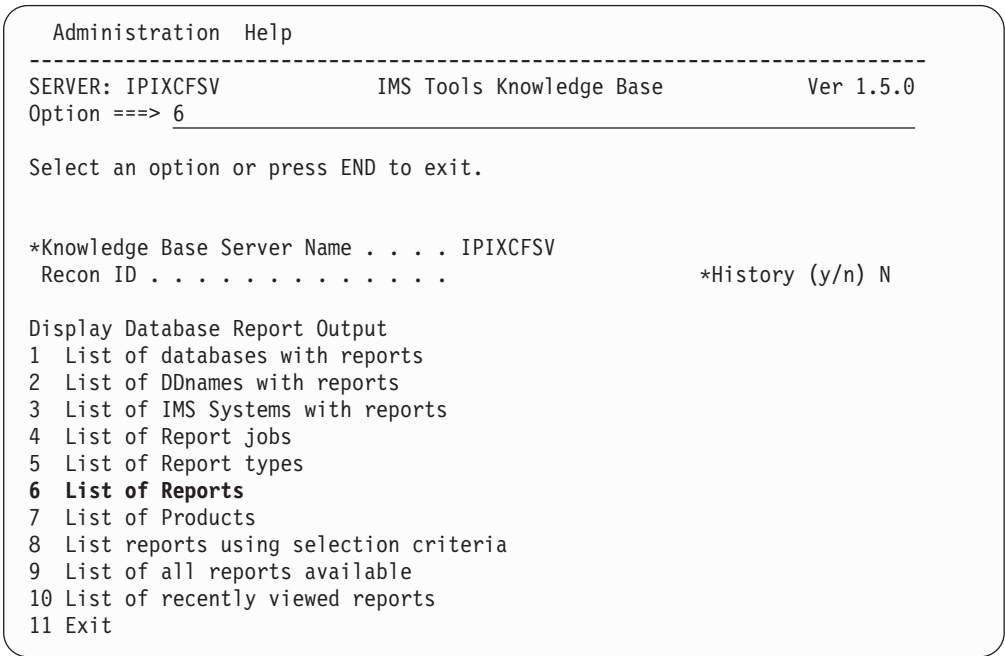 Administration Help
---------------------------------------------------------------------------
SERVER: IPIXCFSV IMS Tools Knowledge Base Ver 1.5.0
Option ===> 6
Select an option or press END to exit.
*Knowledge Base Server Name . . . . IPIXCFSV
Recon ID . . . . . . . . . . . . . *History (y/n) N
Display Database Report Output
1 List of databases with reports
2 List of DDnames with reports
3 List of IMS Systems with reports
4 List of Report jobs
5 List of Report types
6 List of Reports
7 List of Products
8 List reports using selection criteria
9 List of all reports available
10 List of recently viewed reports
11 Exit